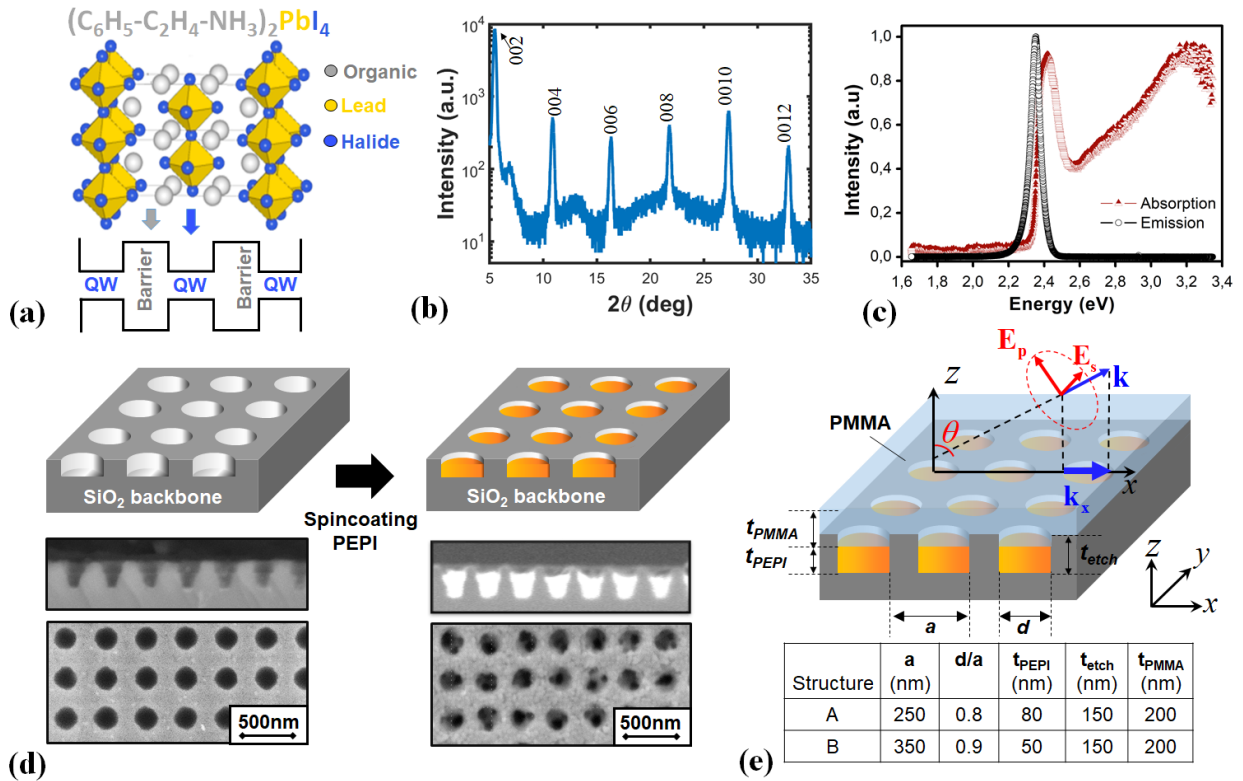 (C6H5-C2H4-NH3)2PbI4
Organic
Lead
Halide
QW
Barrier
QW
Barrier
QW
(a)
Intensity (a.u.)
10^4
10^3
10^2
10^1
002
004
006
008
0010
0012
5 10 15 20 25 30 35
2θ (deg)
(b)
Intensity (a.u)
1,0
0,8
0,6
0,4
0,2
0,0
Absorption
Emission
1,6 1,8 2,0 2,2 2,4 2,6 2,8 3,0 3,2 3,4
Energy (eV)
(c)
SiO2 backbone
Spincoating
PEPI
SiO2 backbone
500nm
500nm
(d)
Ep
Es
k
z
θ
PMMA
x
kx
tPMMA
tPEPI
tetch
a
d
z
y
x
Structure a (nm) d/a tPEPI (nm) tetch (nm) tPMMA (nm)
A 250 0.8 80 150 200
B 350 0.9 50 150 200
(e)